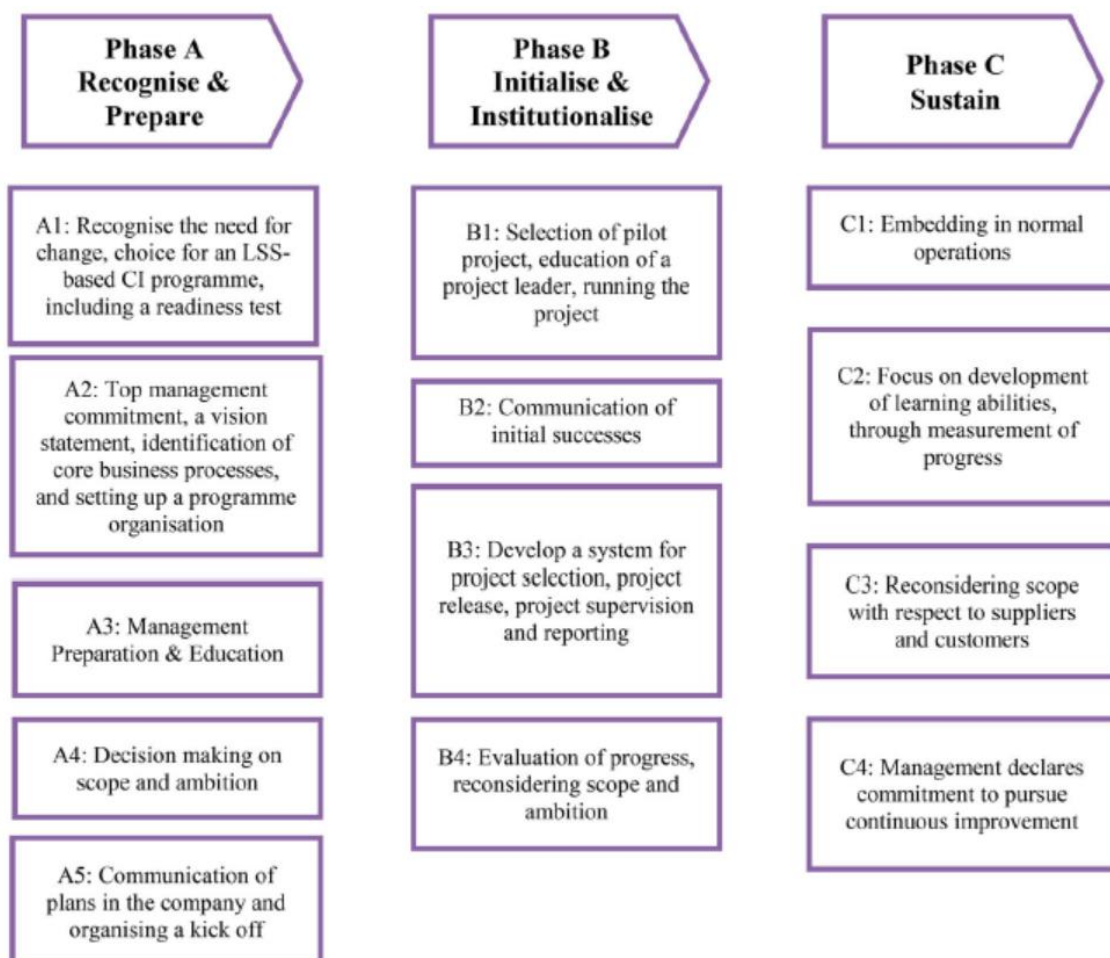 Phase A
Recognise &
Prepare
A1: Recognise the need for
change, choice for an LSS-
based CI programme,
including a readiness test
A2: Top management
commitment, a vision
statement, identification of
core business processes,
and setting up a programme
organisation
A3: Management
Preparation & Education
A4: Decision making on
scope and ambition
A5: Communication of
plans in the company and
organising a kick off
Phase B
Initialise &
Institutionalise
B1: Selection of pilot
project, education of a
project leader, running the
project
B2: Communication of
initial successes
B3: Develop a system for
project selection, project
release, project supervision
and reporting
B4: Evaluation of progress,
reconsidering scope and
ambition
Phase C
Sustain
C1: Embedding in normal
operations
C2: Focus on development
of learning abilities,
through measurement of
progress
C3: Reconsidering scope
with respect to suppliers
and customers
C4: Management declares
commitment to pursue
continuous improvement